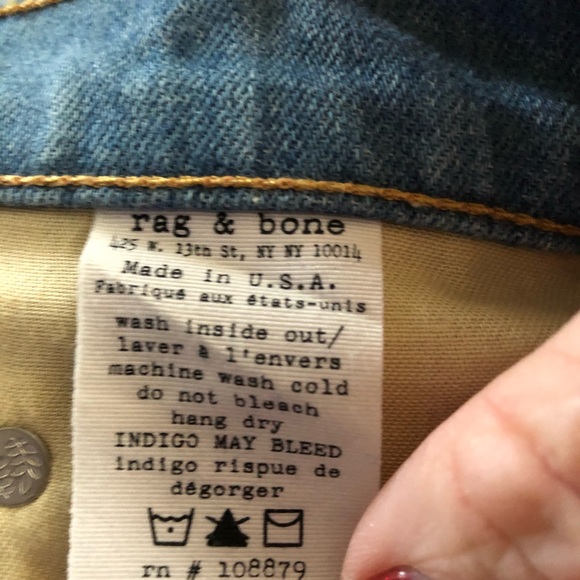 rag & bone
425 W. 13th St, NY NY 10014
Made in U.S.A.
Fabriqué aux états-unis
wash inside out/
laver à l'envers
machine wash cold
do not bleach
hang dry
INDIGO MAY BLEED
indigo rispue de
dégorger
rn # 108879